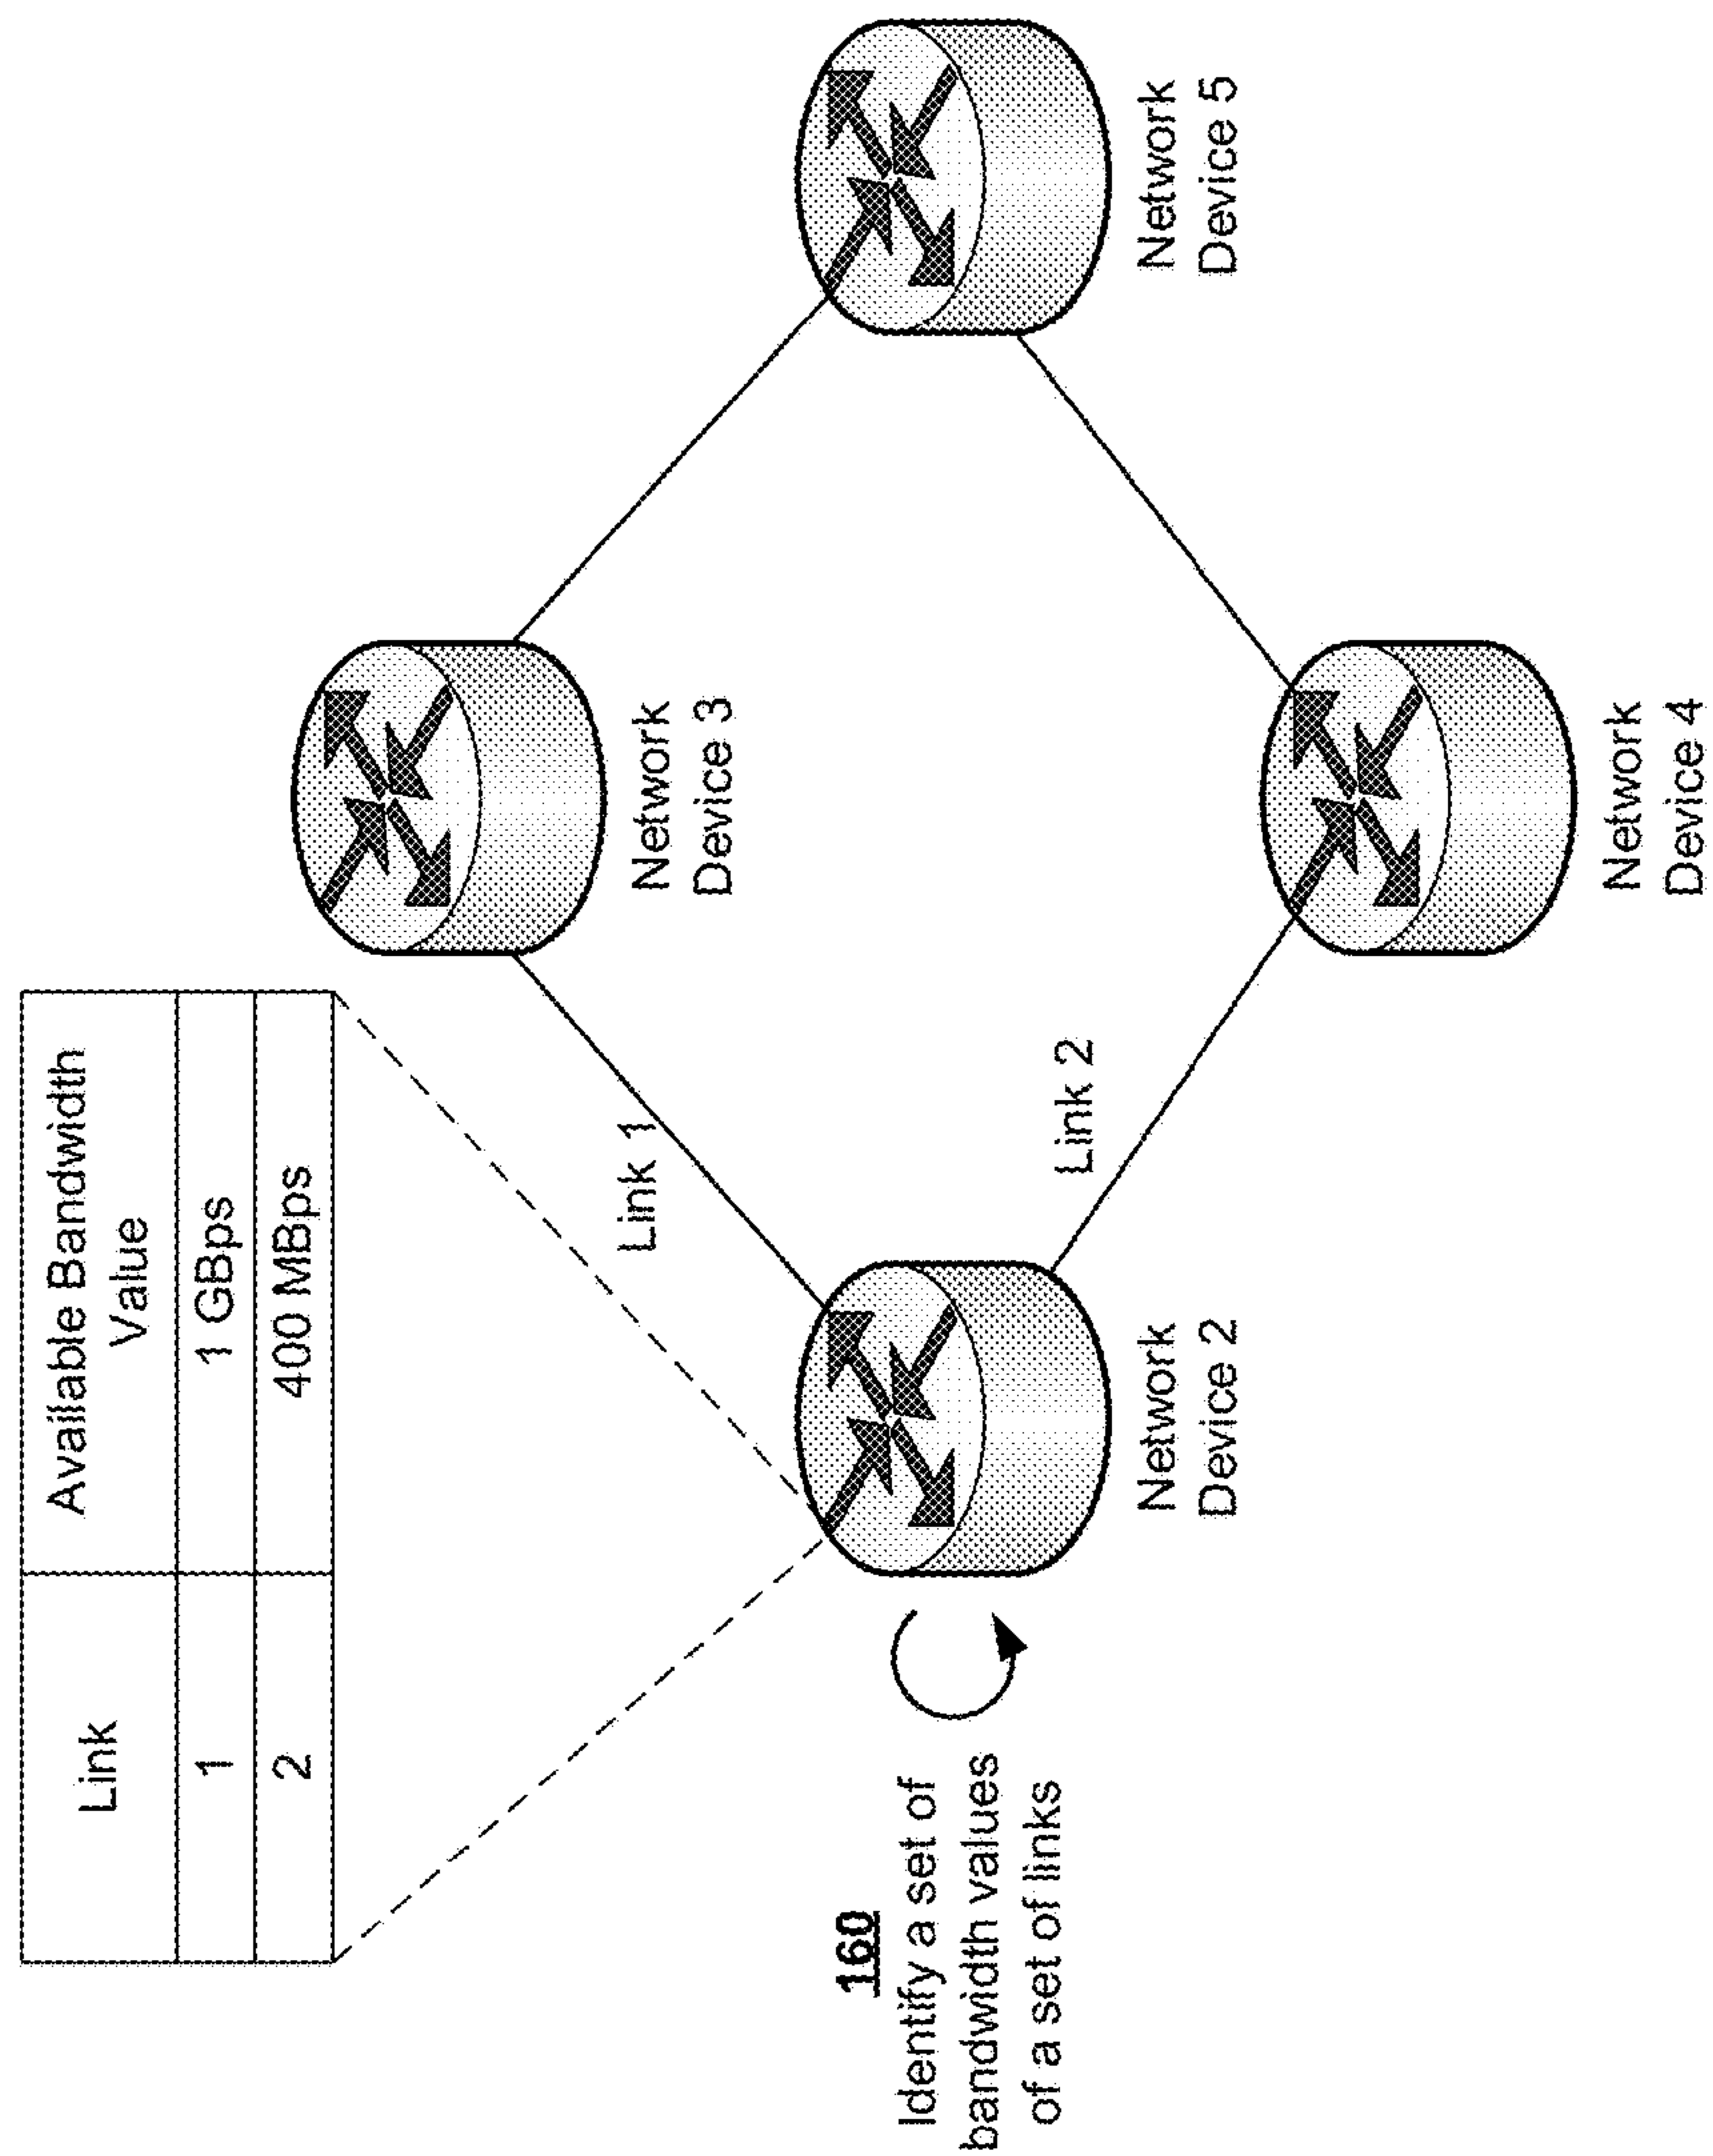 Link Available Bandwidth
Value
1 1 GBps
2 400 MBps
160
Identify a set of
bandwidth values
of a set of links
Link 1
Link 2
Network
Device 2
Network
Device 3
Network
Device 4
Network
Device 5